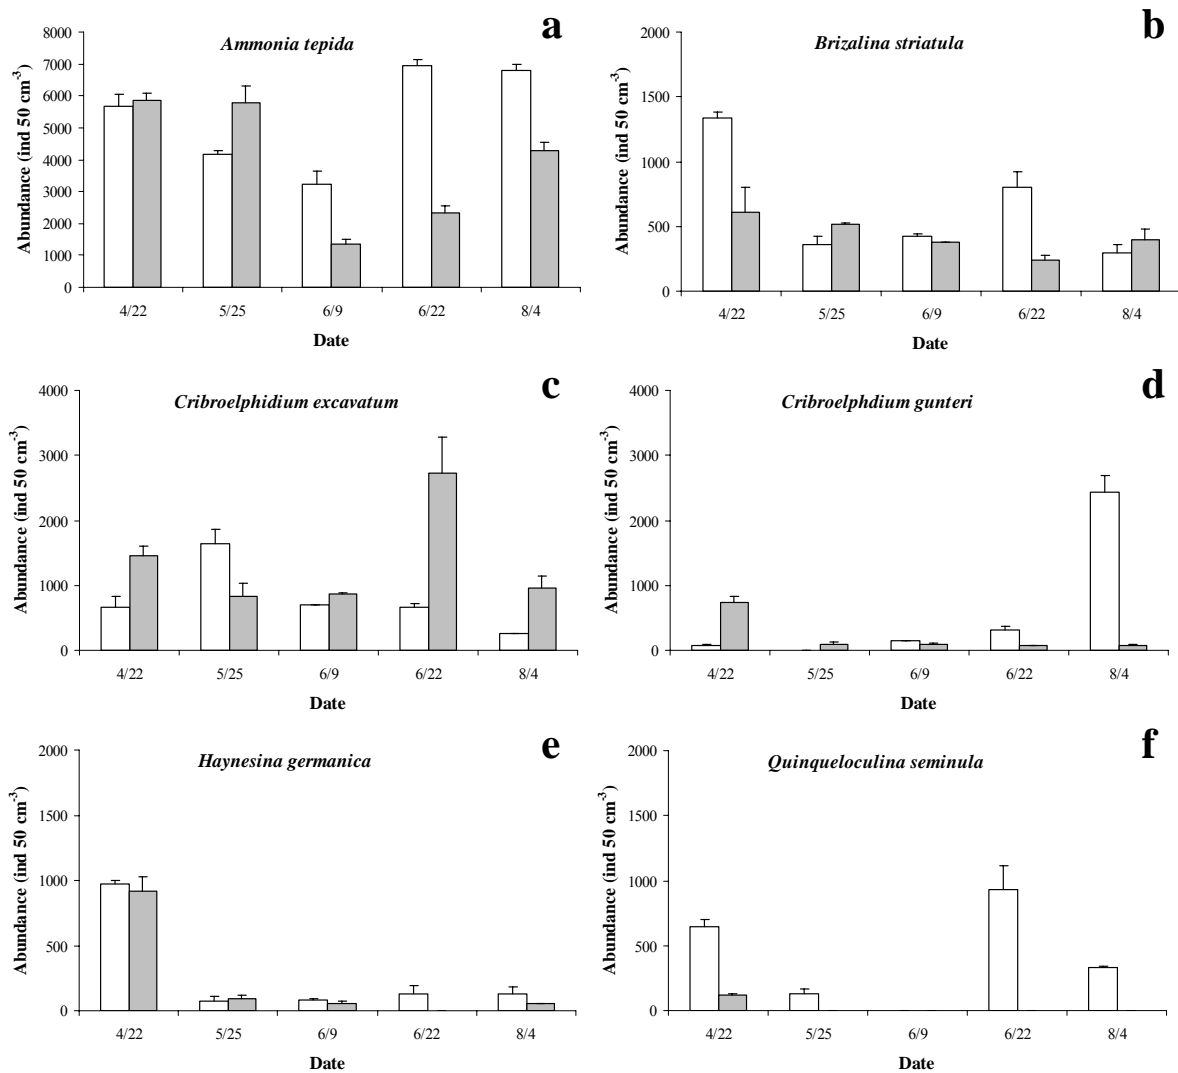 a
Ammonia tepida
Abundance (ind 50 cm-3)
8000
7000
6000
5000
4000
3000
2000
1000
0
4/22 5/25 6/9 6/22 8/4
Date
b
Brizalina striatula
Abundance (ind 50 cm-3)
2000
1500
1000
500
0
4/22 5/25 6/9 6/22 8/4
Date
c
Cribroelphidium excavatum
Abundance (ind 50 cm-3)
4000
3000
2000
1000
0
4/22 5/25 6/9 6/22 8/4
Date
d
Cribroelphdium gunteri
Abundance (ind 50 cm-3)
4000
3000
2000
1000
0
4/22 5/25 6/9 6/22 8/4
Date
e
Haynesina germanica
Abundance (ind 50 cm-3)
2000
1500
1000
500
0
4/22 5/25 6/9 6/22 8/4
Date
f
Quinqueloculina seminula
Abundance (ind 50 cm-3)
2000
1500
1000
500
0
4/22 5/25 6/9 6/22 8/4
Date